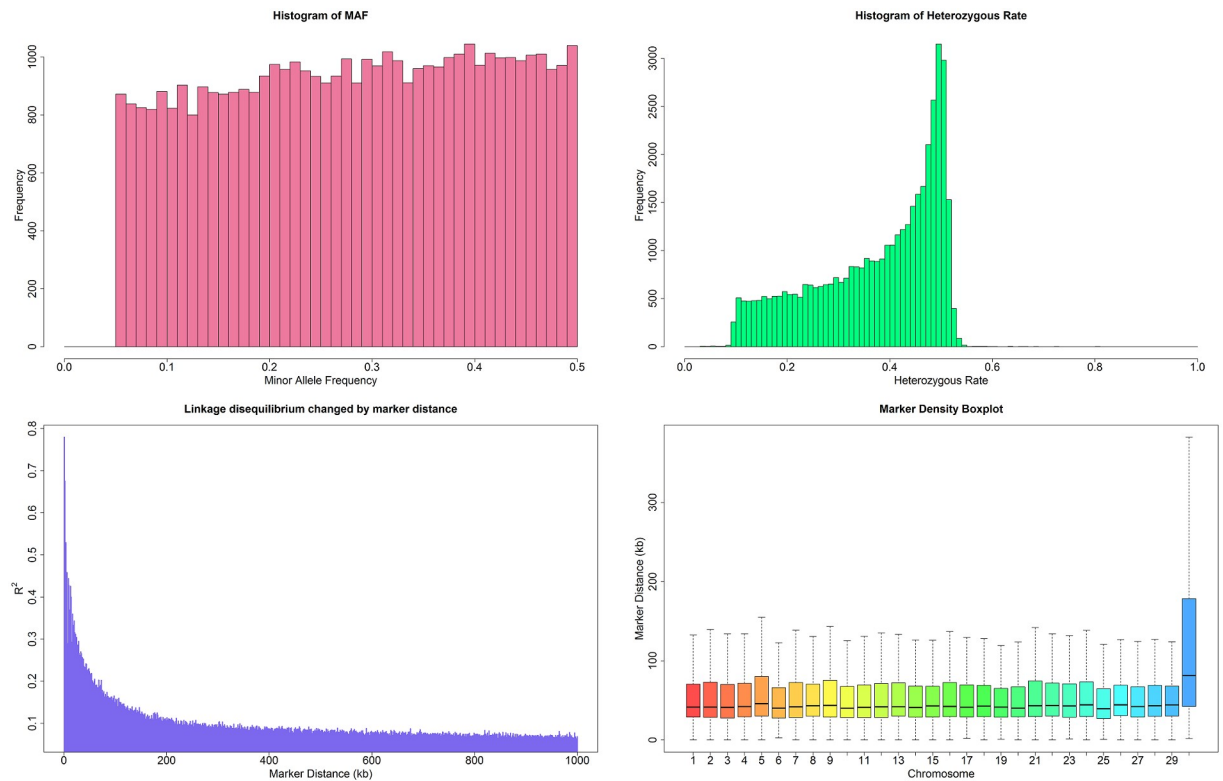 Histogram of MAF
Frequency
0 200 400 600 800 1000
0.0 0.1 0.2 0.3 0.4 0.5
Minor Allele Frequency
Histogram of Heterozygous Rate
Frequency
0 500 1000 1500 2000 2500 3000
0.0 0.2 0.4 0.6 0.8 1.0
Heterozygous Rate
Linkage disequilibrium changed by marker distance
R²
0.1 0.2 0.3 0.4 0.5 0.6 0.7 0.8
0 200 400 600 800 1000
Marker Distance (kb)
Marker Density Boxplot
Marker Distance (kb)
0 100 200 300
1 2 3 4 5 6 7 8 9 11 13 15 17 19 21 23 25 27 29
Chromosome